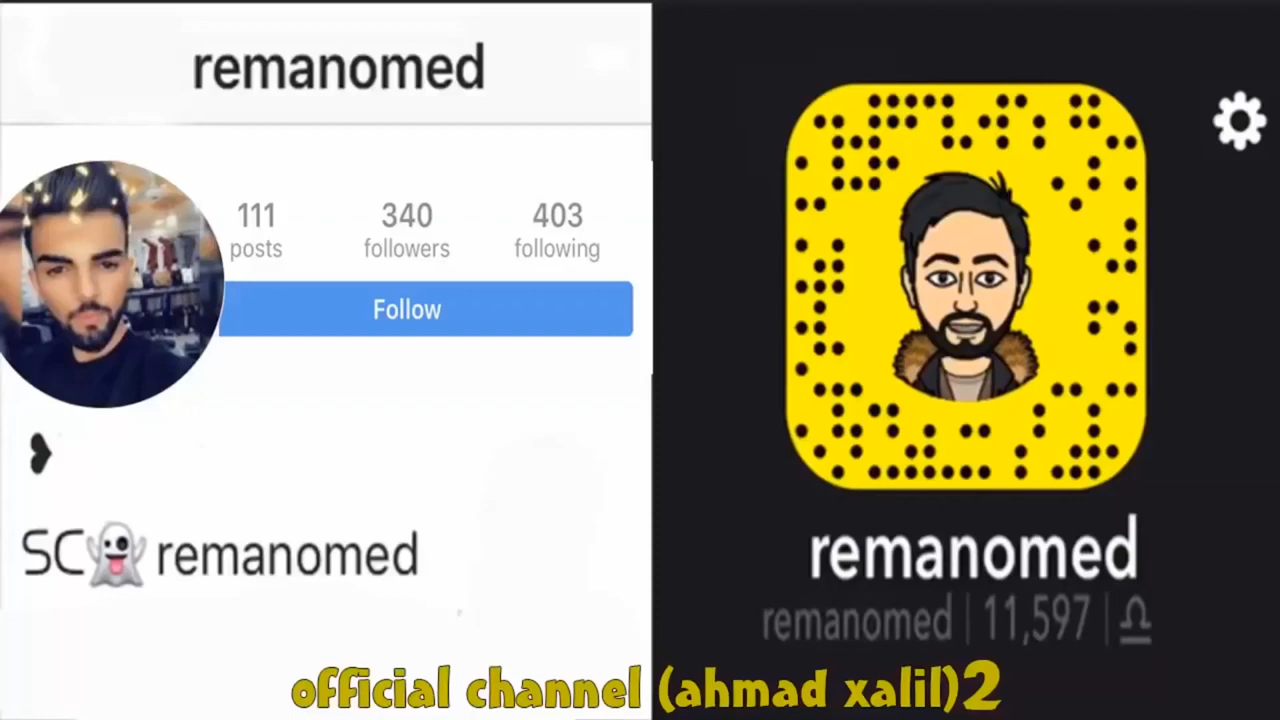 remanomed
111 340 403
posts followers following
Follow
SC👻remanomed
remanomed
remanomed | 11,597 | ♎
official channel (ahmad xalil)2